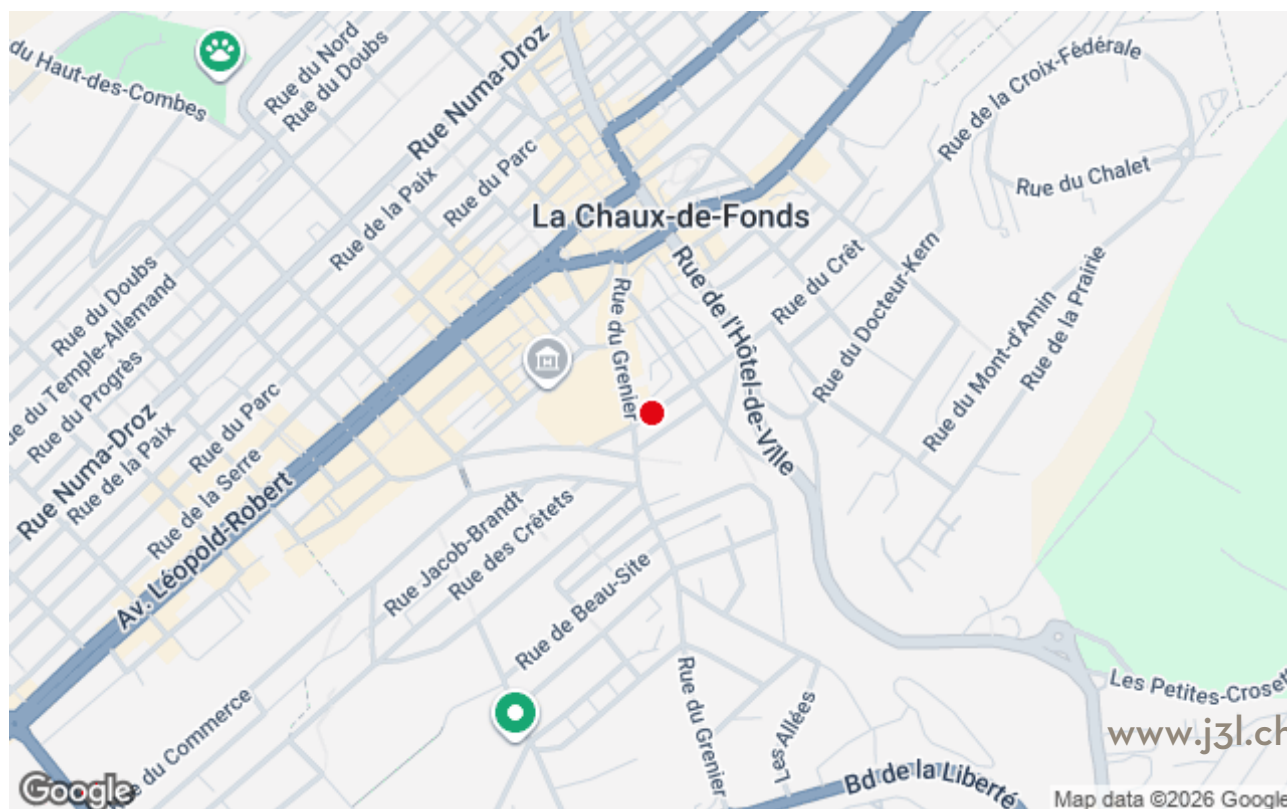 du Haut-des-Combes
Rue du Nord
Rue du Doubs
Rue Numa-Droz
Rue du Parc
Rue de la Paix
La Chaux-de-Fonds
Rue de la Croix-Fédérale
Rue du Chalet
Rue du Doubs
Rue du Temple-Allemand
Rue du Progrès
Rue Numa-Droz
Rue de la Paix
Rue du Parc
Rue de la Serre
Av. Léopold-Robert
Rue du Grenier
Rue de l'Hôtel-de-Ville
Rue du Crêt
Rue du Docteur-Kern
Rue du Mont-d'Amin
Rue de la Prairie
Rue Jacob-Brandt
Rue des Crêtets
Rue de Beau-Site
Rue du Grenier
Les Allées
Les Petites-Croset
du Commerce
www.j3l.ch
Bd de la Liberté
Google
Map data ©2026 Google